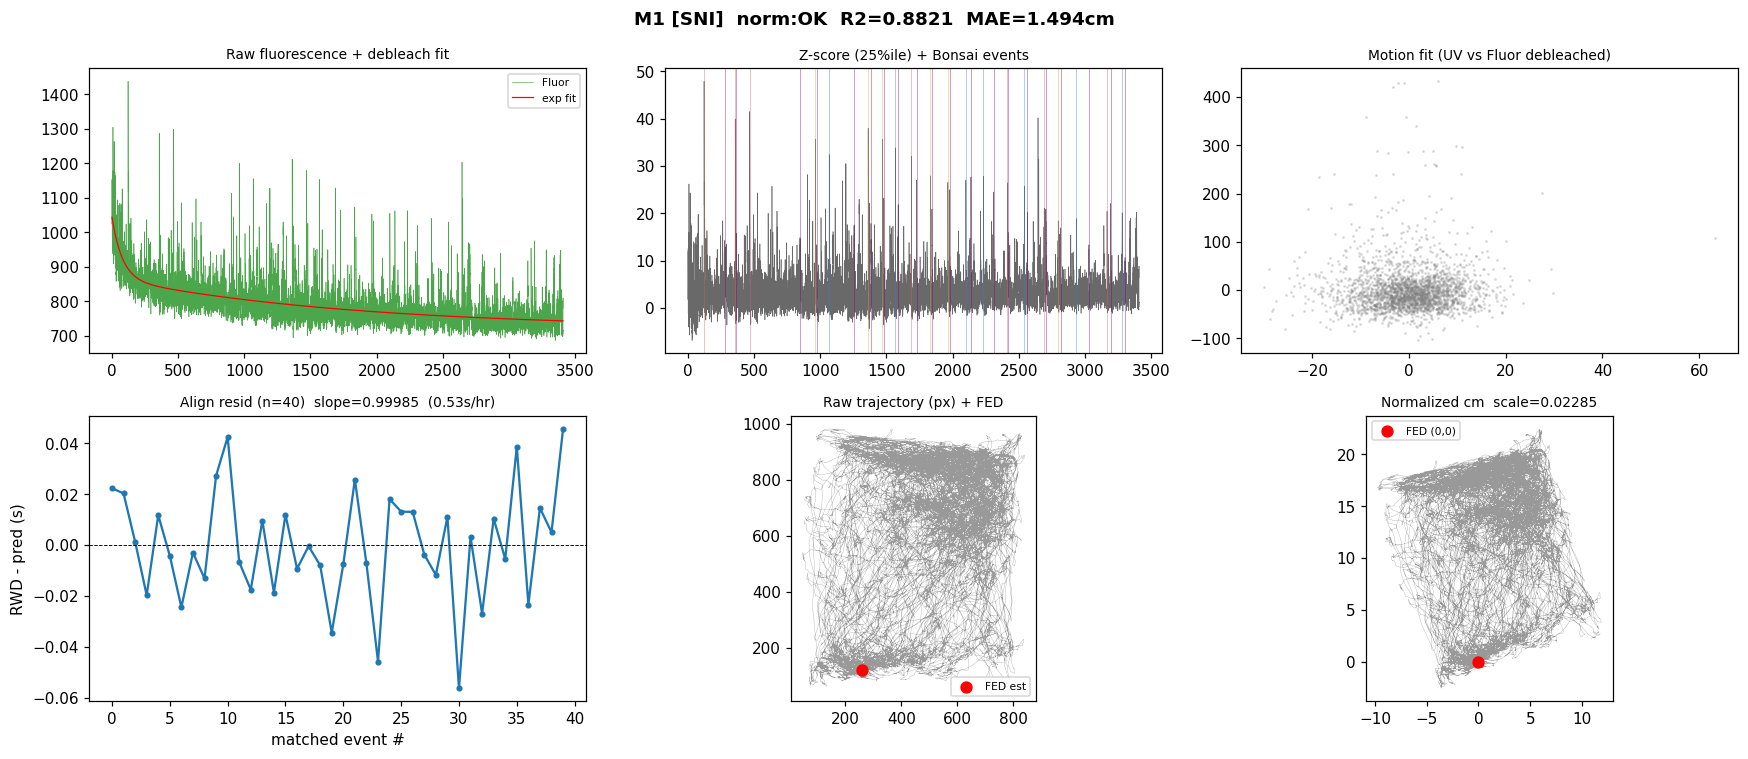 M1 [SNI]  norm:OK  R2=0.8821  MAE=1.494cm
Raw fluorescence + debleach fit
Fluor
exp fit
1400
1300
1200
1100
1000
900
800
700
0 500 1000 1500 2000 2500 3000 3500
Z-score (25%ile) + Bonsai events
50
40
30
20
10
0
0 500 1000 1500 2000 2500 3000 3500
Motion fit (UV vs Fluor debleached)
400
300
200
100
0
−100
−20 0 20 40 60
Align resid (n=40)  slope=0.99985  (0.53s/hr)
RWD - pred (s)
0.04
0.02
0.00
−0.02
−0.04
−0.06
0 5 10 15 20 25 30 35 40
matched event #
Raw trajectory (px) + FED
1000
800
600
400
200
FED est
200 400 600 800
Normalized cm  scale=0.02285
FED (0,0)
20
15
10
5
0
−10 −5 0 5 10